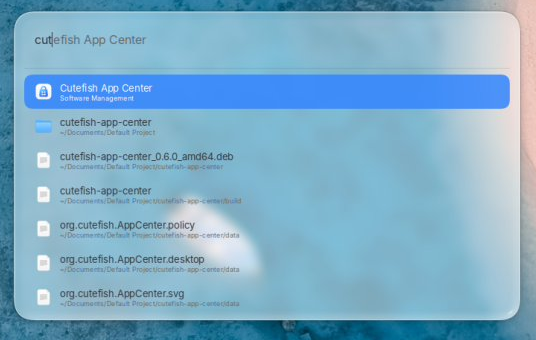 cutefish App Center
Cutefish App Center
Software Management
cutefish-app-center
~/Documents/Default Project
cutefish-app-center_0.6.0_amd64.deb
~/Documents/Default Project/cutefish-app-center
cutefish-app-center
~/Documents/Default Project/cutefish-app-center/build
org.cutefish.AppCenter.policy
~/Documents/Default Project/cutefish-app-center/data
org.cutefish.AppCenter.desktop
~/Documents/Default Project/cutefish-app-center/data
org.cutefish.AppCenter.svg
~/Documents/Default Project/cutefish-app-center/data